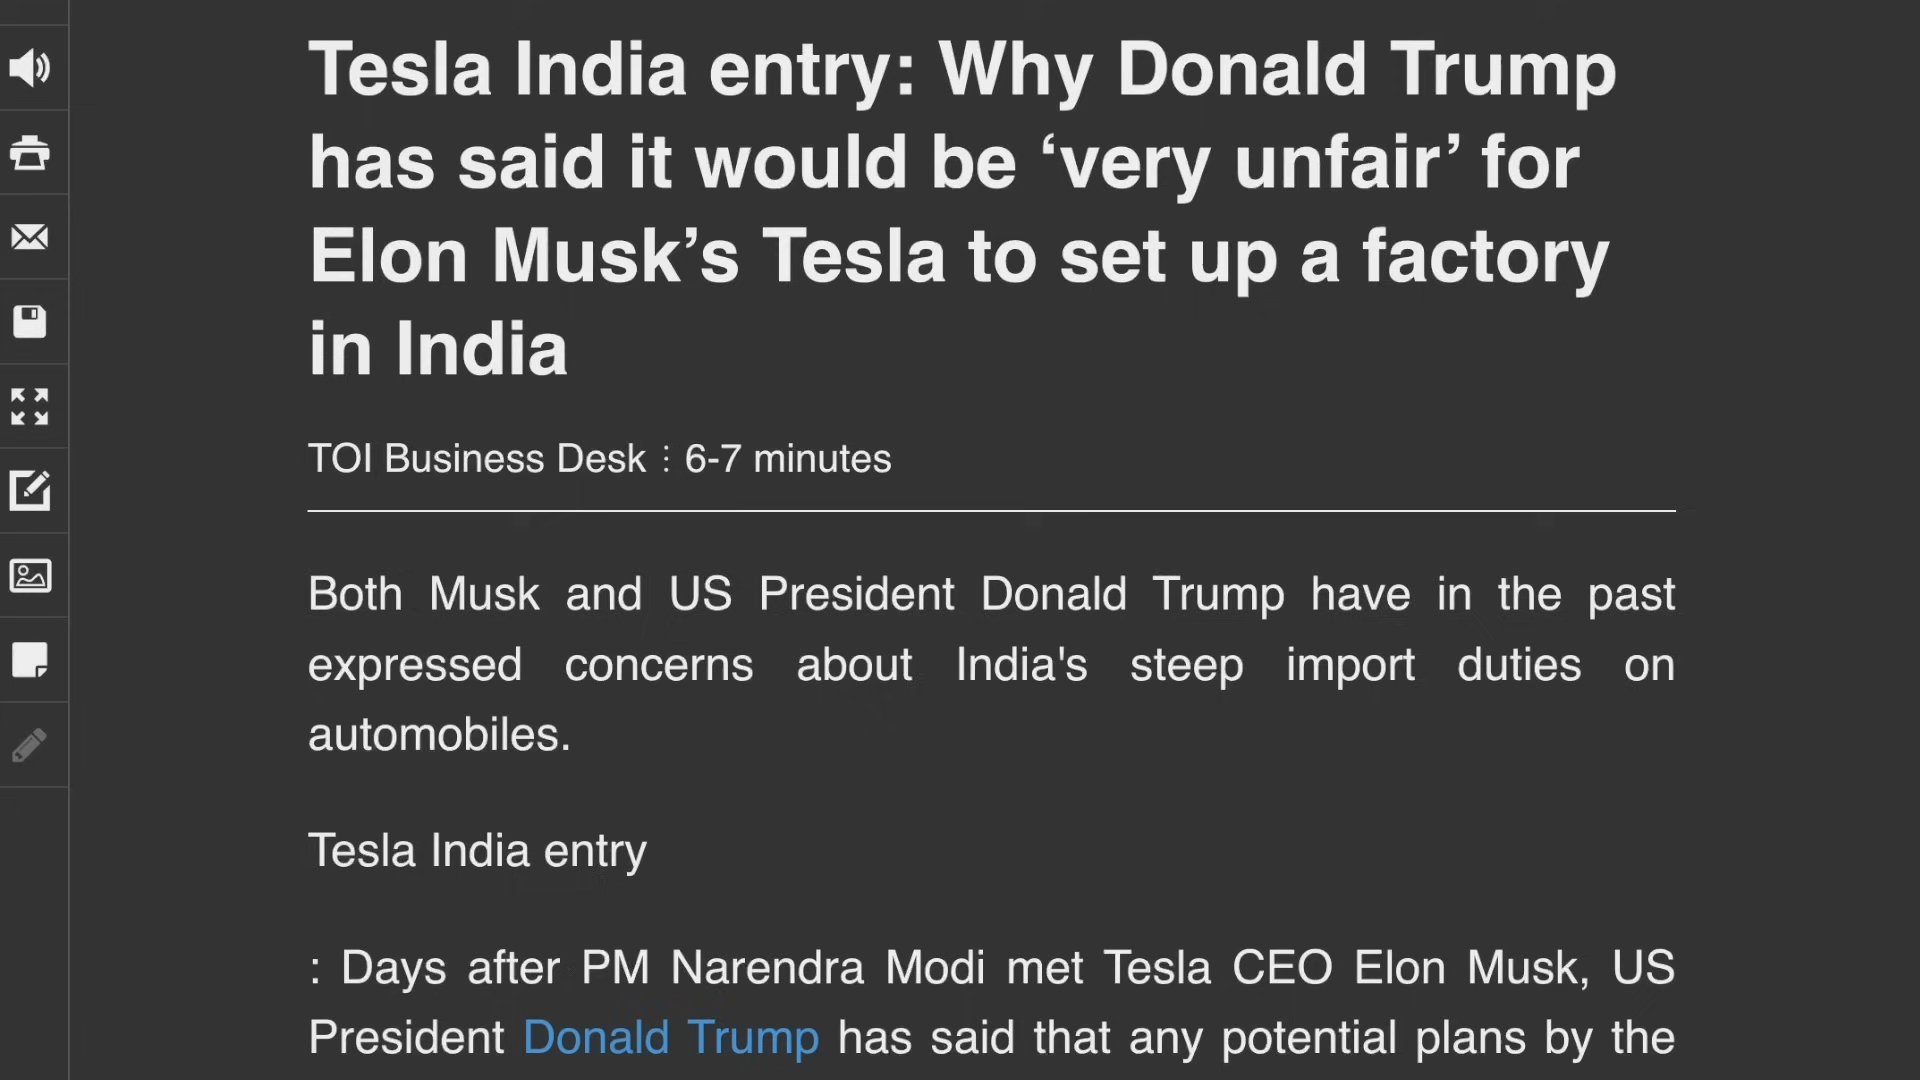 Tesla India entry: Why Donald Trump
has said it would be ‘very unfair’ for
Elon Musk’s Tesla to set up a factory
in India
TOI Business Desk ⋮ 6-7 minutes
Both Musk and US President Donald Trump have in the past
expressed concerns about India's steep import duties on
automobiles.
Tesla India entry
: Days after PM Narendra Modi met Tesla CEO Elon Musk, US
President Donald Trump has said that any potential plans by the